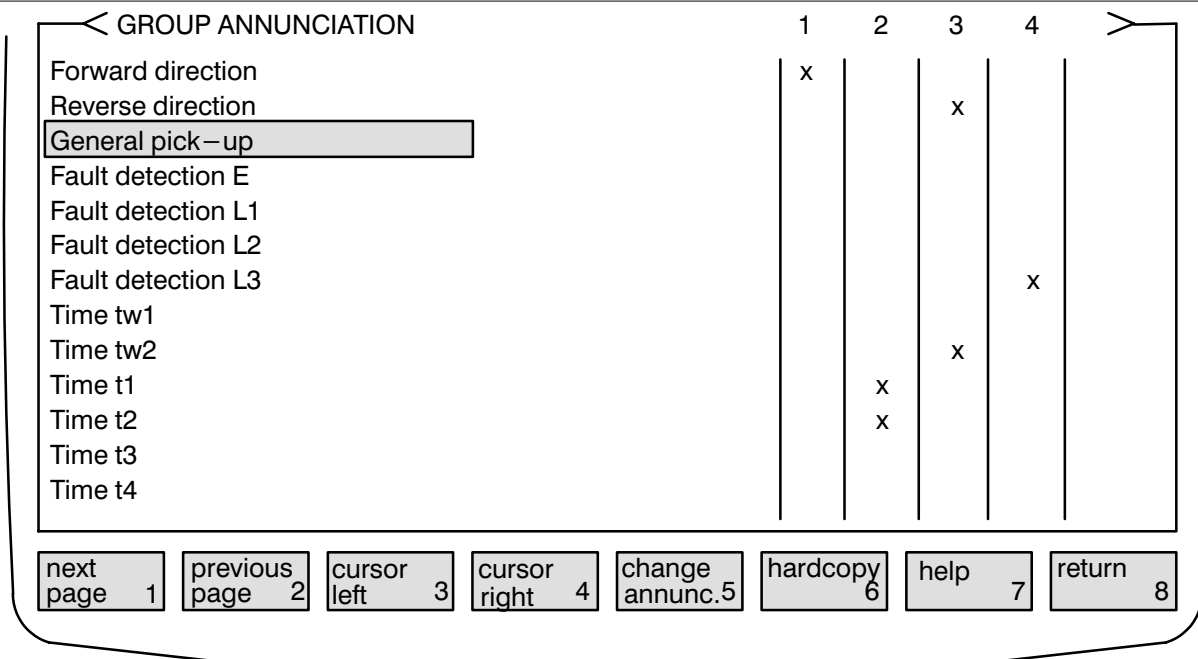 GROUP ANNUNCIATION 1 2 3 4
Forward direction x
Reverse direction x
General pick–up
Fault detection E
Fault detection L1
Fault detection L2
Fault detection L3 x
Time tw1
Time tw2 x
Time t1 x
Time t2 x
Time t3
Time t4
next page 1
previous page 2
cursor left 3
cursor right 4
change annunc.5
hardcopy 6
help 7
return 8